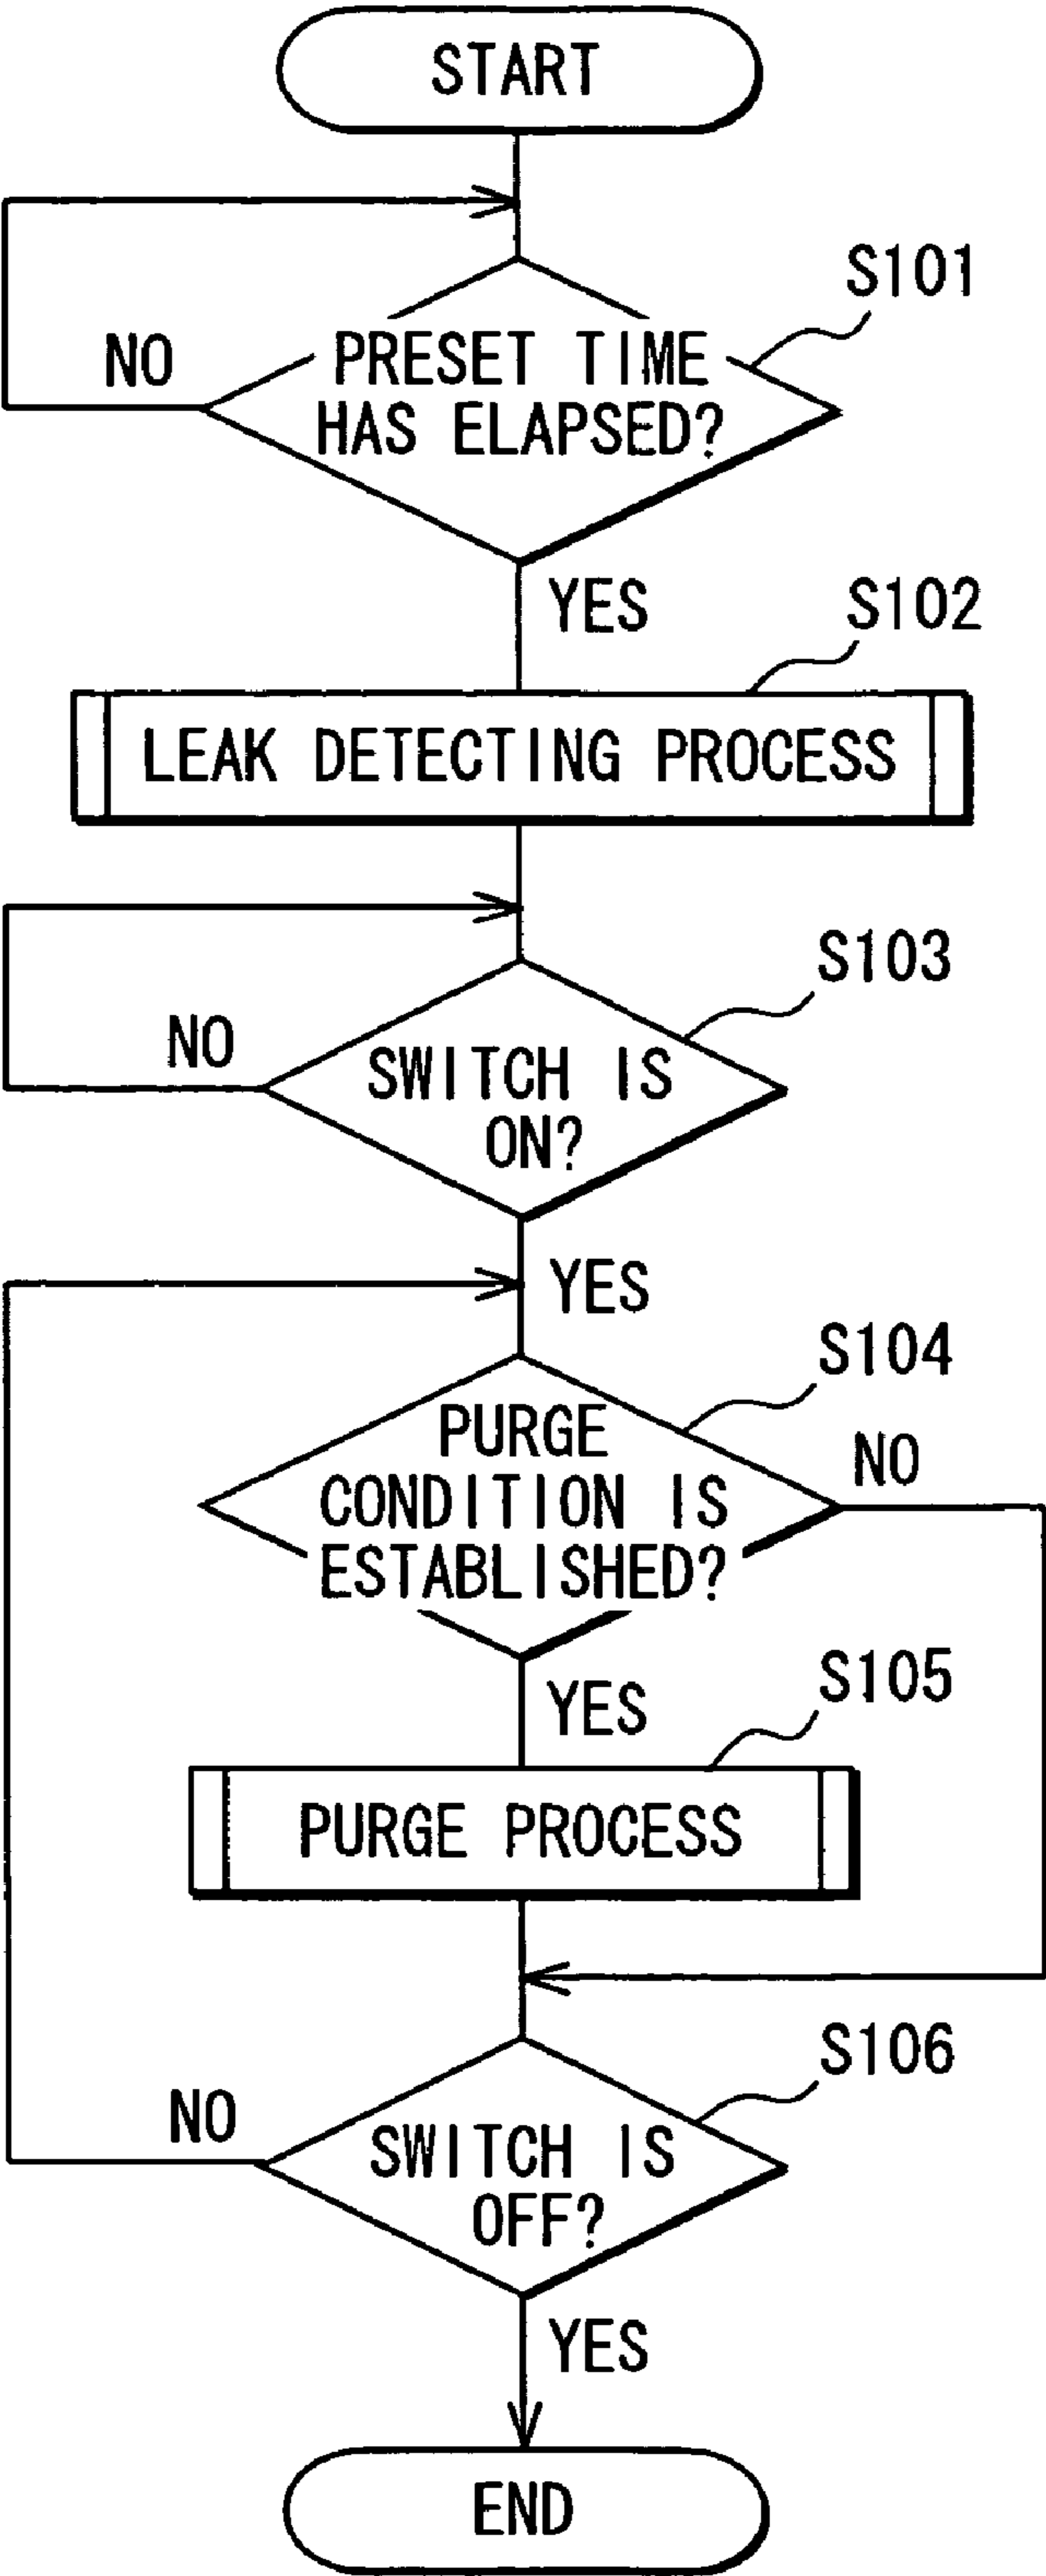 START
S101
NO
PRESET TIME
HAS ELAPSED?
YES
S102
LEAK DETECTING PROCESS
S103
NO
SWITCH IS
ON?
YES
S104
PURGE
NO
CONDITION IS
ESTABLISHED?
YES
S105
PURGE PROCESS
S106
NO
SWITCH IS
OFF?
YES
END